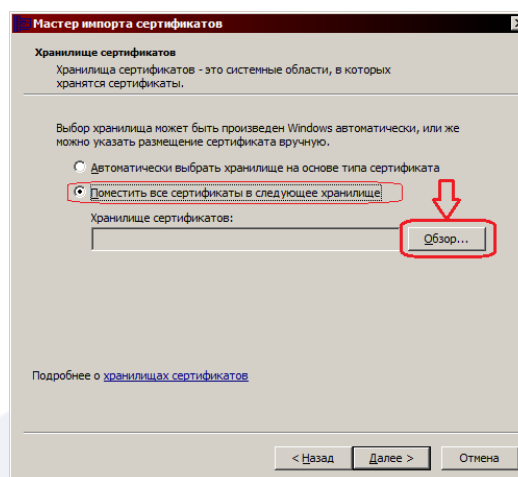 Мастер импорта сертификатов
Хранилище сертификатов
Хранилища сертификатов - это системные области, в которых
хранятся сертификаты.
Выбор хранилища может быть произведен Windows автоматически, или же
можно указать размещение сертификата вручную.
Автоматически выбрать хранилище на основе типа сертификата
Поместить все сертификаты в следующее хранилище
Хранилище сертификатов:
Обзор...
Подробнее о хранилищах сертификатов
< Назад
Далее >
Отмена